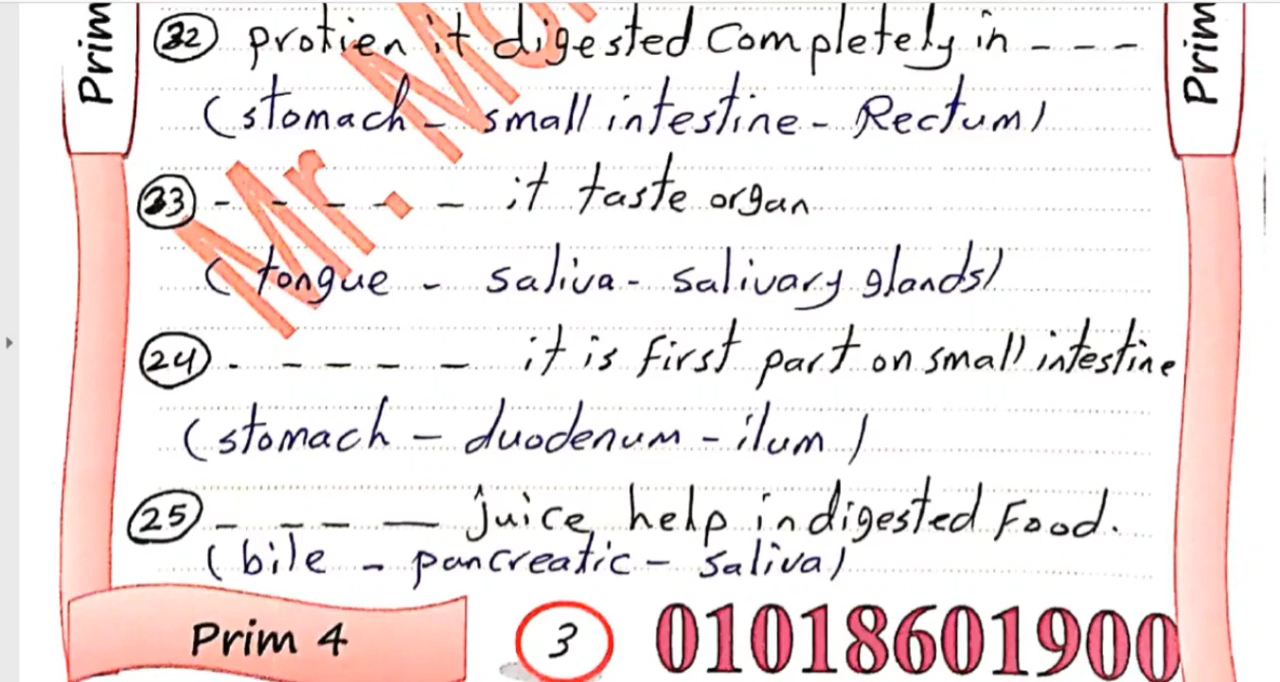 Prim
Prim
32 protien it digested Completely in - - -
(stomach - small intestine - Rectum)
33 - - - - - it taste organ
(tongue - saliva - salivary glands)
24 - - - - - it is first part on small intestine
(stomach - duodenum - ilum)
25 - - - - juice help in digested Food.
(bile - pancreatic - saliva)
Mr. Mo
Prim 4
3
01018601900